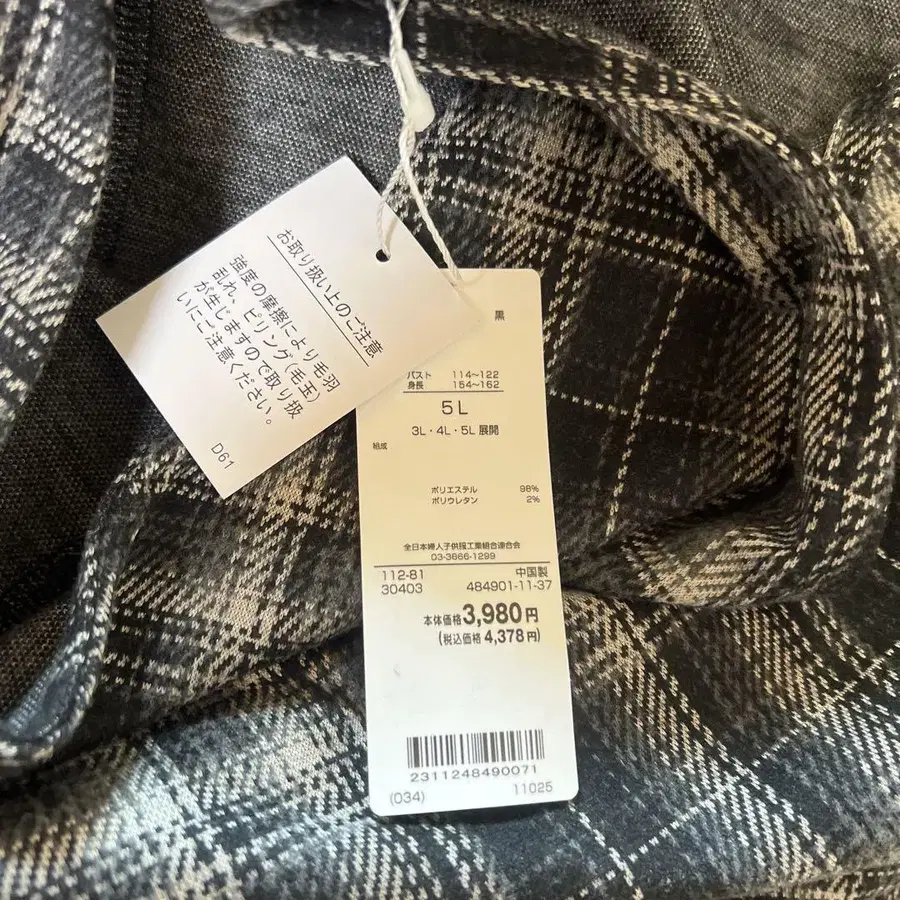 お取り扱い上のご注意
強度の摩擦により毛羽
乱れ、ピリング(毛玉)
が生じますので取り扱
いにご注意ください。
D61
黒
バスト 114~122
身長 154~162
5L
3L・4L・5L 展開
組成
ポリエステル 98%
ポリウレタン 2%
全日本婦人子供服工業組合連合会
03-3866-1299
112-81 中国製
30403 484901-11-37
本体価格3,980円
(税込価格4,378円)
2311248490071
(034) 11025